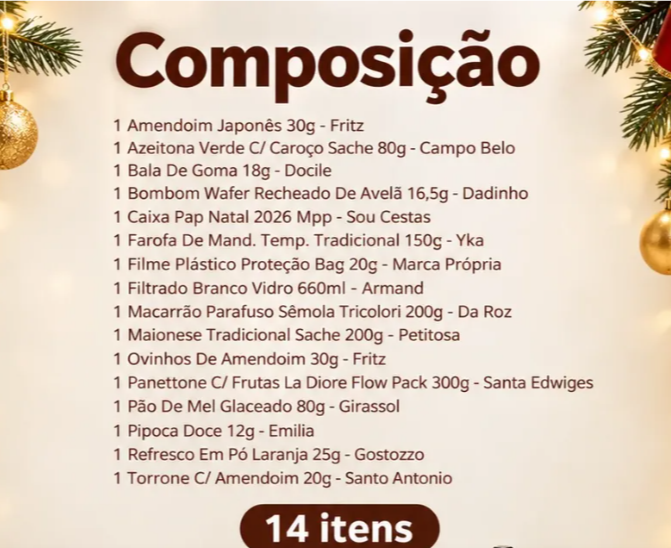 Composição
1 Amendoim Japonês 30g - Fritz
1 Azeitona Verde C/ Caroço Sache 80g - Campo Belo
1 Bala De Goma 18g - Docile
1 Bombom Wafer Recheado De Avelã 16,5g - Dadinho
1 Caixa Pap Natal 2026 Mpp - Sou Cestas
1 Farofa De Mand. Temp. Tradicional 150g - Yka
1 Filme Plástico Proteção Bag 20g - Marca Própria
1 Filtrado Branco Vidro 660ml - Armand
1 Macarrão Parafuso Sêmola Tricolori 200g - Da Roz
1 Maionese Tradicional Sache 200g - Petitosa
1 Ovinhos De Amendoim 30g - Fritz
1 Panettone C/ Frutas La Diore Flow Pack 300g - Santa Edwiges
1 Pão De Mel Glaceado 80g - Girassol
1 Pipoca Doce 12g - Emilia
1 Refresco Em Pó Laranja 25g - Gostozzo
1 Torrone C/ Amendoim 20g - Santo Antonio
14 itens